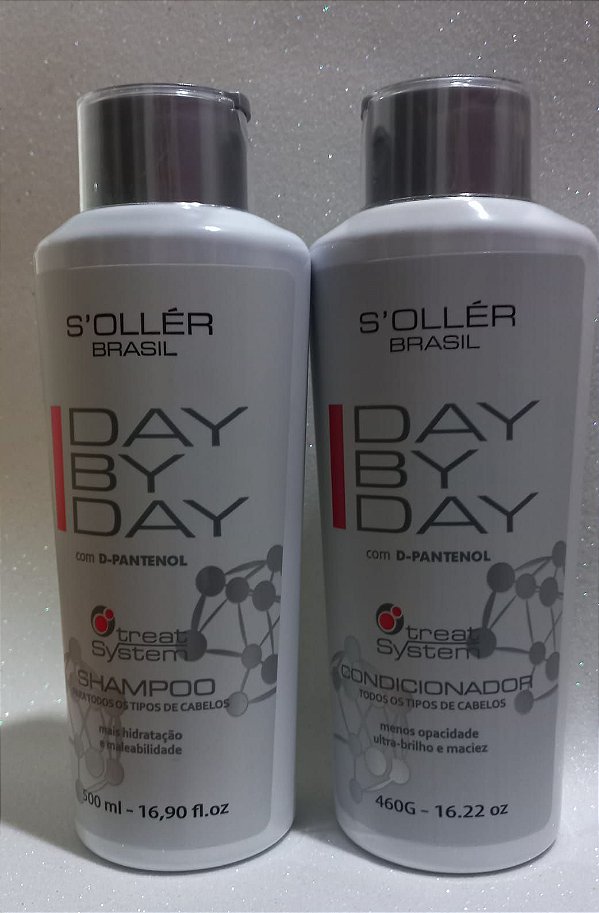 S'OLLÉR
BRASIL
DAY
BY
DAY
com D-PANTENOL
treat
System
SHAMPOO
PARA TODOS OS TIPOS DE CABELOS
mais hidratação
e maleabilidade
500 ml – 16,90 fl.oz
S'OLLÉR
BRASIL
DAY
BY
DAY
com D-PANTENOL
treat
System
CONDICIONADOR
TODOS OS TIPOS DE CABELOS
menos opacidade
ultra-brilho e maciez
460G – 16.22 oz